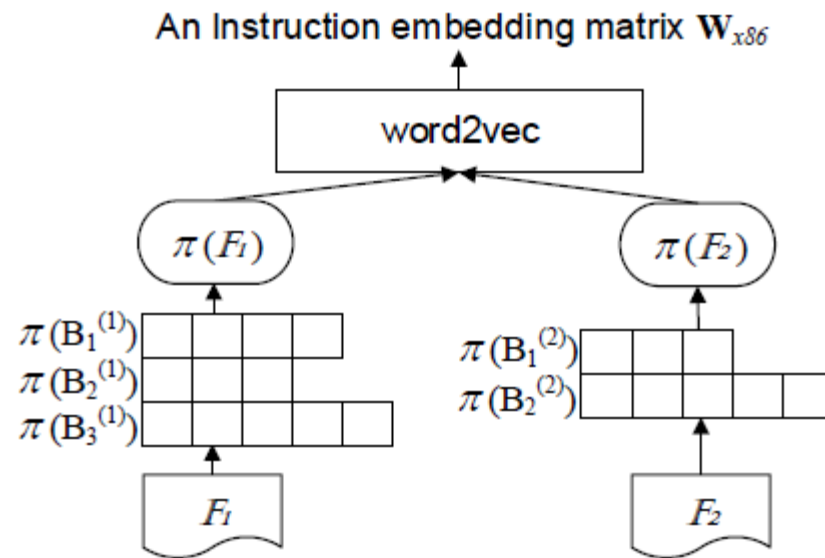 An Instruction embedding matrix W_x86
word2vec
π(F₁)
π(F₂)
π(B₁⁽¹⁾)
π(B₂⁽¹⁾)
π(B₃⁽¹⁾)
π(B₁⁽²⁾)
π(B₂⁽²⁾)
F₁
F₂